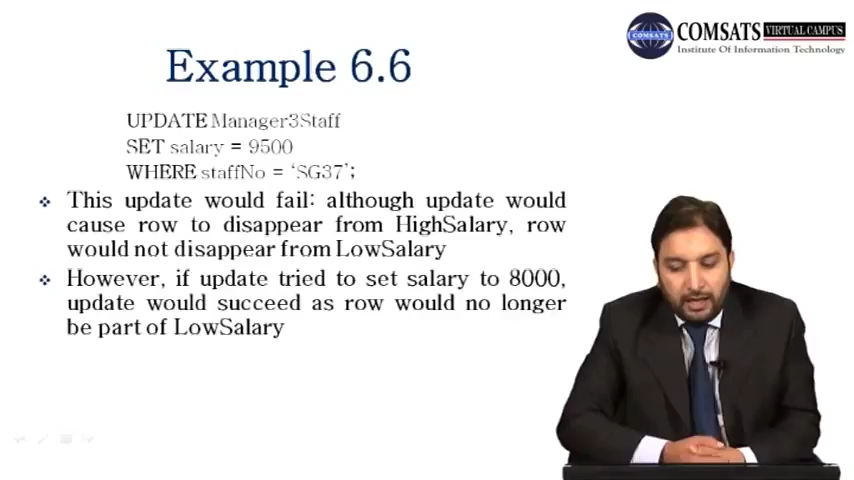 COMSATS VIRTUAL CAMPUS
COMSATS
Institute Of Information Technology
Example 6.6
UPDATE Manager3Staff
SET salary = 9500
WHERE staffNo = ‘SG37’;
❖ This update would fail: although update would
cause row to disappear from HighSalary, row
would not disappear from LowSalary
❖ However, if update tried to set salary to 8000,
update would succeed as row would no longer
be part of LowSalary